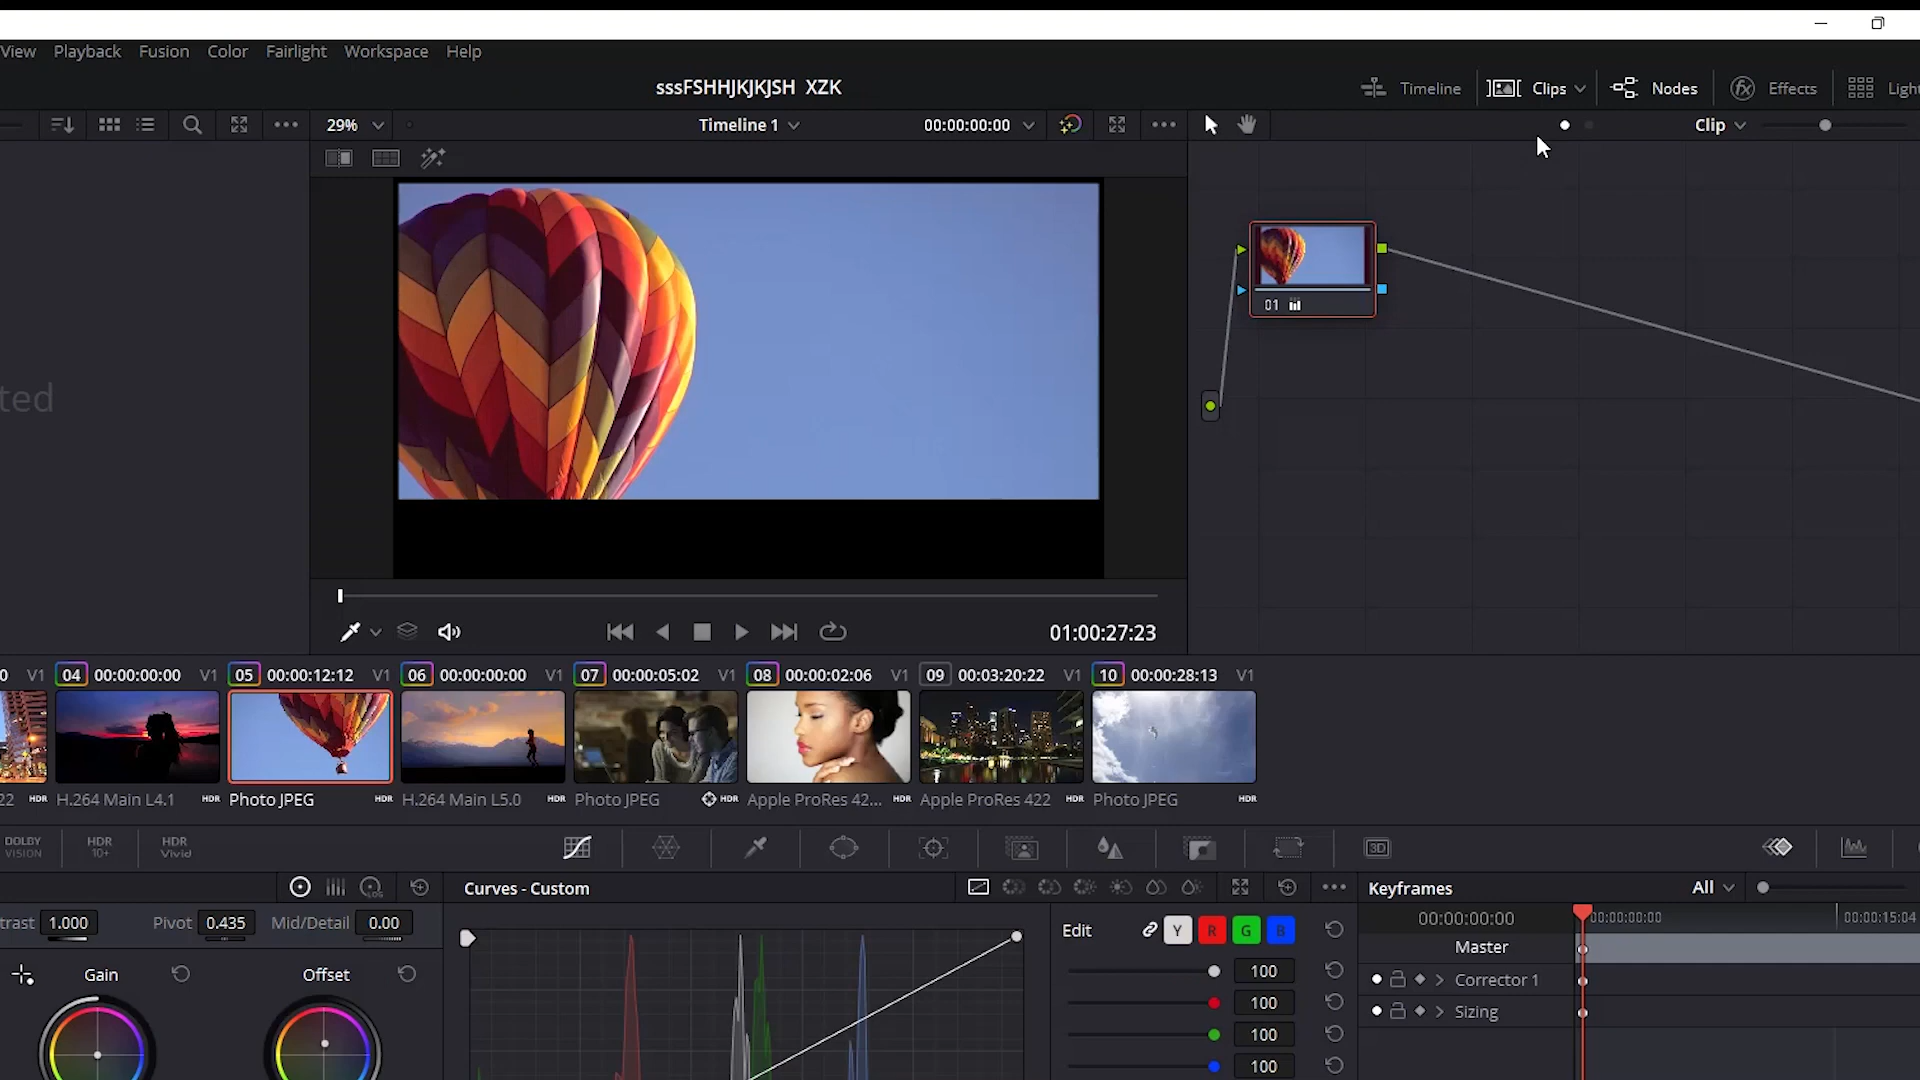 View Playback Fusion Color Fairlight Workspace Help
sssFSHHJKJKJSH XZK
Timeline Clips Nodes Effects Light
29% Timeline 1 00:00:00:00 Clip
01
ted
01:00:27:23
0 V1 04 00:00:00:00 V1 05 00:00:12:12 V1 06 00:00:00:00 V1 07 00:00:05:02 V1 08 00:00:02:06 V1 09 00:03:20:22 V1 10 00:00:28:13 V1
22 HDR H.264 Main L4.1 HDR Photo JPEG HDR H.264 Main L5.0 HDR Photo JPEG HDR Apple ProRes 42... HDR Apple ProRes 422 HDR Photo JPEG HDR
DOLBY VISION HDR 10+ HDR Vivid 3D
LOG Curves - Custom Keyframes All
trast 1.000 Pivot 0.435 Mid/Detail 0.00 Edit Y R G B 00:00:00:00 00:00:00:00 00:00:15:04
Master
Gain Offset 100 Corrector 1
100 Sizing
100
100